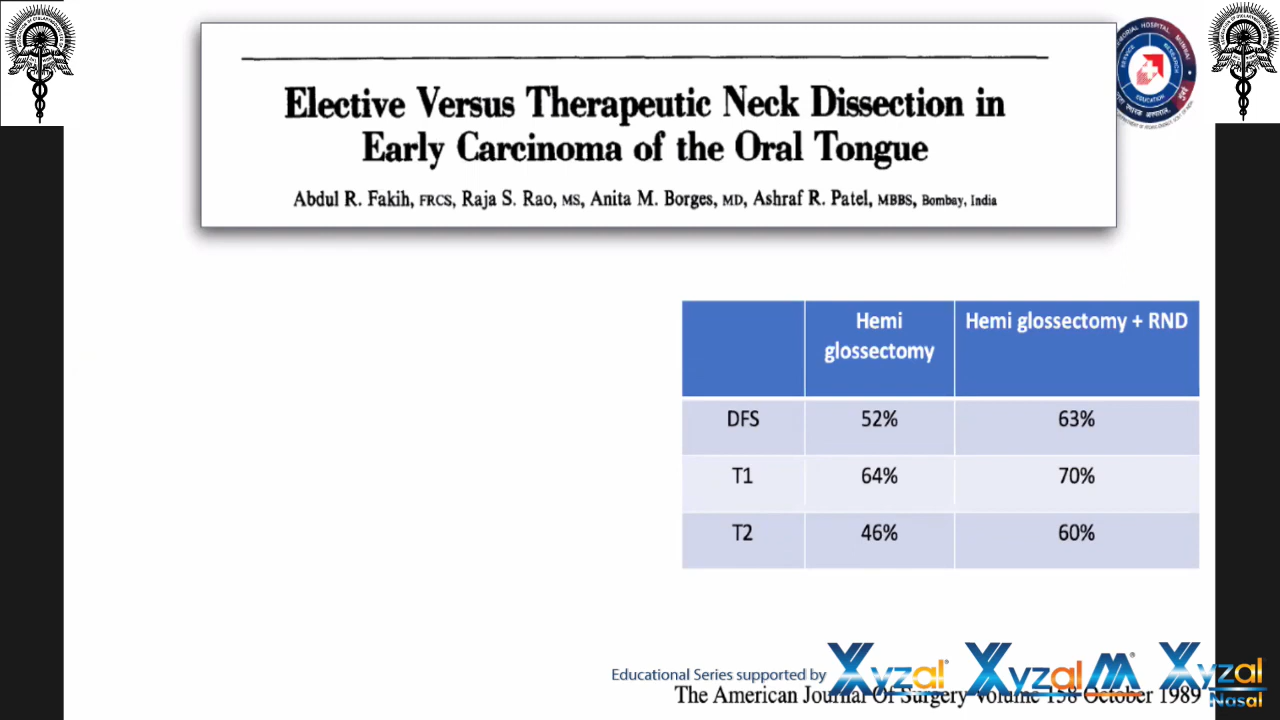 Elective Versus Therapeutic Neck Dissection in
Early Carcinoma of the Oral Tongue
Abdul R. Fakih, FRCS, Raja S. Rao, MS, Anita M. Borges, MD, Ashraf R. Patel, MBBS, Bombay, India
Hemi glossectomy
Hemi glossectomy + RND
DFS 52% 63%
T1 64% 70%
T2 46% 60%
Educational Series supported by
Xyzal® Xyzal M® Xyzal Nasal
The American Journal Of Surgery Volume 158 October 1989
SERVICE RESEARCH EDUCATION